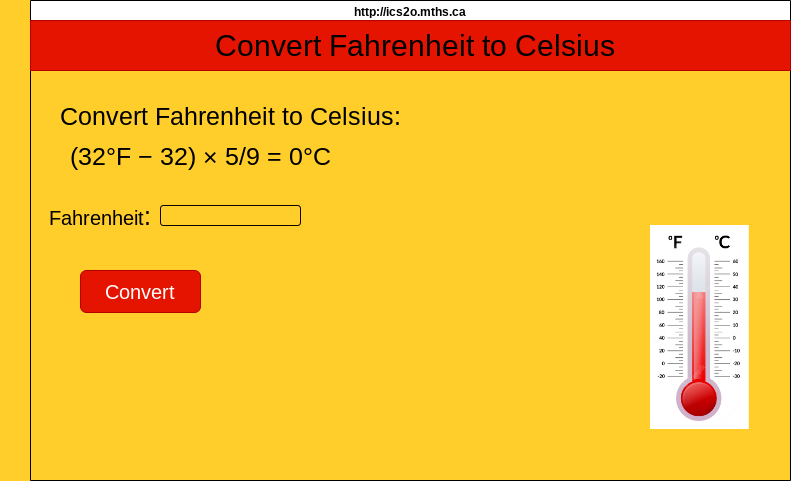 http://ics2o.mths.ca
Convert Fahrenheit to Celsius
Convert Fahrenheit to Celsius:
(32°F − 32) × 5/9 = 0°C
Fahrenheit:
Convert
°F °C
160 60
140 50
120 40
100 30
80 20
60 10
40 0
20 -10
0 -20
-20 -30